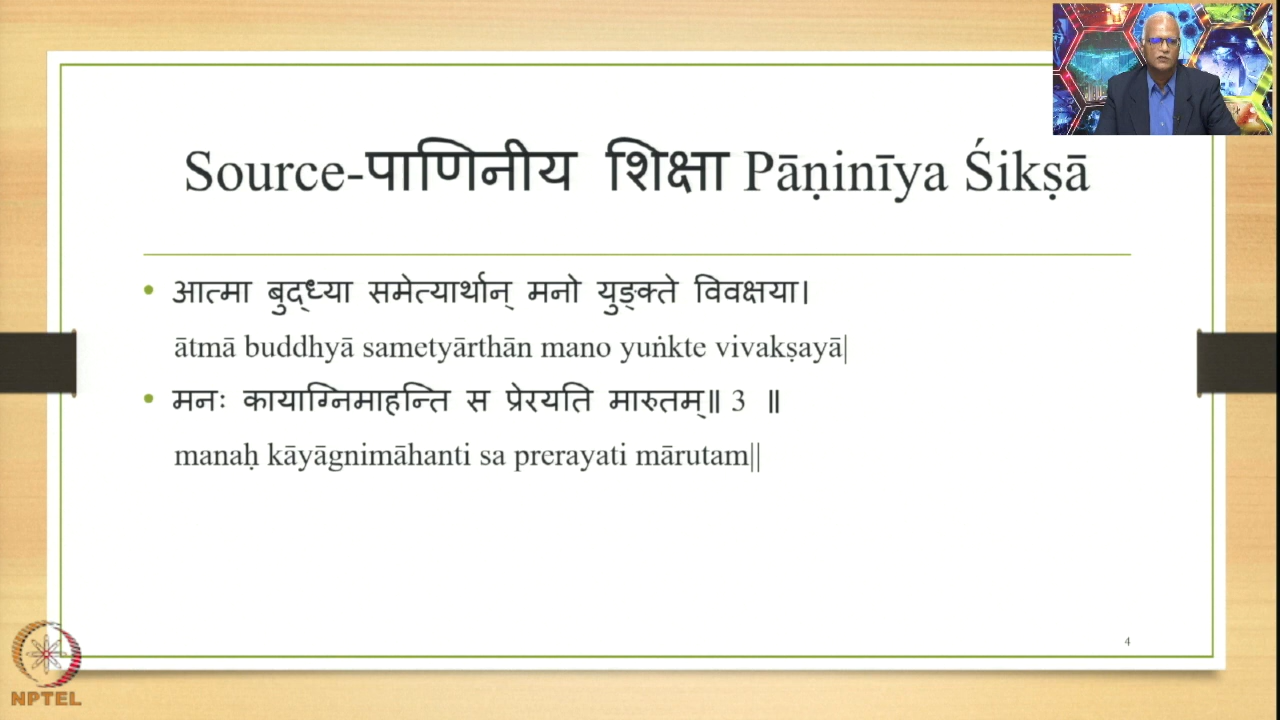 Source-पाणिनीय शिक्षा Pāṇinīya Śikṣā
• आत्मा बुद्ध्या समेत्यार्थान् मनो युङ्क्ते विवक्षया।
ātmā buddhyā sametyārthān mano yuṅkte vivakṣayā|
• मनः कायाग्निमाहन्ति स प्रेरयति मारुतम्॥ 3 ॥
manaḥ kāyāgnimāhanti sa prerayati mārutam||
4
NPTEL